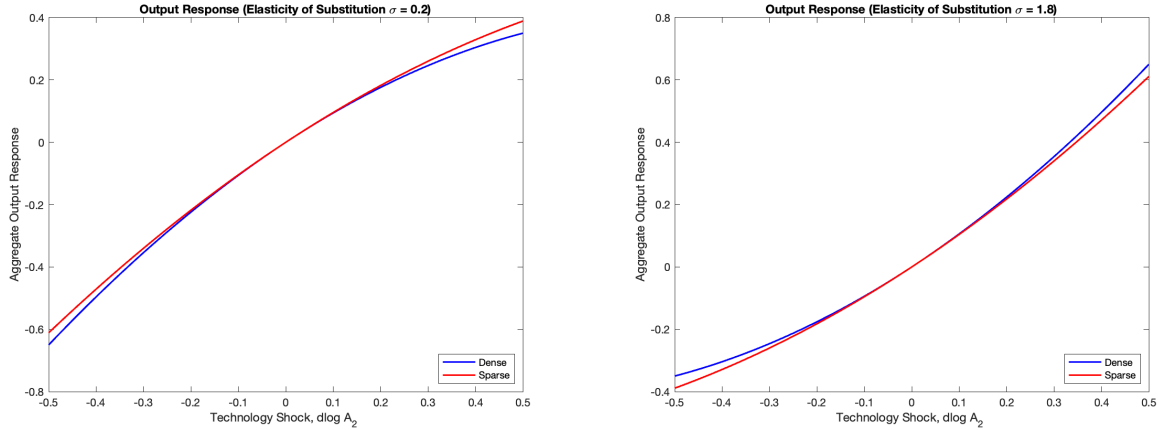 Output Response (Elasticity of Substitution σ = 0.2)
Aggregate Output Response
0.4
0.2
0
-0.2
-0.4
-0.6
-0.8
-0.5 -0.4 -0.3 -0.2 -0.1 0 0.1 0.2 0.3 0.4 0.5
Technology Shock, dlog A₂
Dense
Sparse
Output Response (Elasticity of Substitution σ = 1.8)
Aggregate Output Response
0.8
0.6
0.4
0.2
0
-0.2
-0.4
-0.5 -0.4 -0.3 -0.2 -0.1 0 0.1 0.2 0.3 0.4 0.5
Technology Shock, dlog A₂
Dense
Sparse